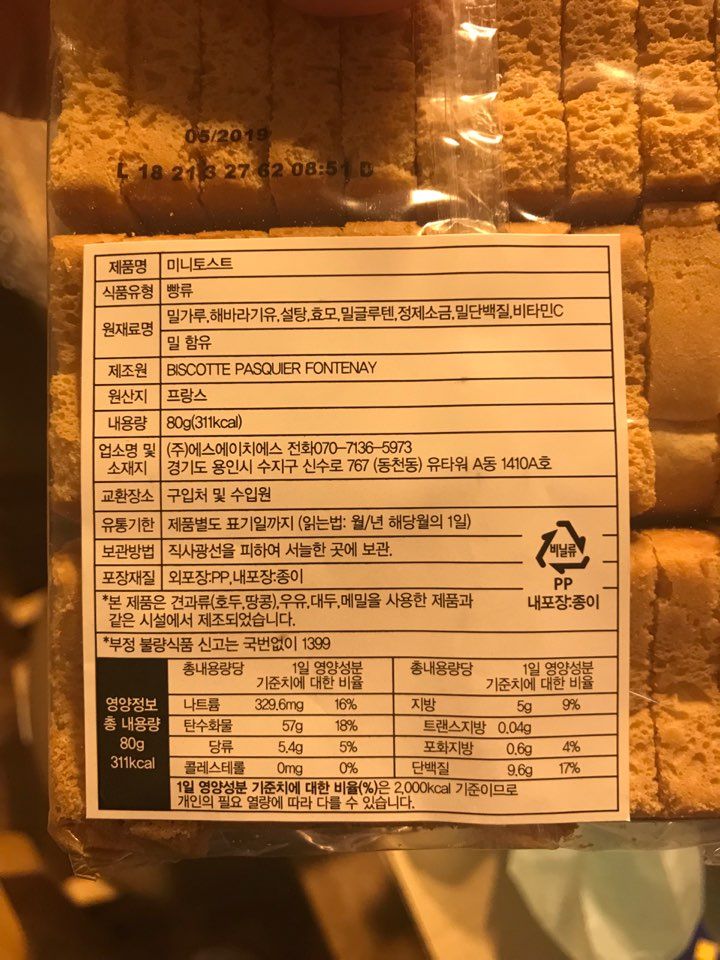 05/2019
L 18 213 27 62 08:51 D
제품명 미니토스트
식품유형 빵류
원재료명 밀가루,해바라기유,설탕,효모,밀글루텐,정제소금,밀단백질,비타민C
밀 함유
제조원 BISCOTTE PASQUIER FONTENAY
원산지 프랑스
내용량 80g(311kcal)
업소명 및 소재지 (주)에스에이치에스 전화070-7136-5973
경기도 용인시 수지구 신수로 767 (동천동) 유타워 A동 1410A호
교환장소 구입처 및 수입원
유통기한 제품별도 표기일까지 (읽는법: 월/년 해당월의 1일)
보관방법 직사광선을 피하여 서늘한 곳에 보관.
포장재질 외포장:PP,내포장:종이
비닐류
PP
내포장:종이
*본 제품은 견과류(호두,땅콩),우유,대두,메밀을 사용한 제품과
같은 시설에서 제조되었습니다.
*부정 불량식품 신고는 국번없이 1399
영양정보
총 내용량
80g
311kcal
총내용량당 1일 영양성분 기준치에 대한 비율
나트륨 329.6mg 16%
탄수화물 57g 18%
당류 5.4g 5%
콜레스테롤 0mg 0%
총내용량당 1일 영양성분 기준치에 대한 비율
지방 5g 9%
트랜스지방 0.04g
포화지방 0.6g 4%
단백질 9.6g 17%
1일 영양성분 기준치에 대한 비율(%)은 2,000kcal 기준이므로
개인의 필요 열량에 따라 다를 수 있습니다.